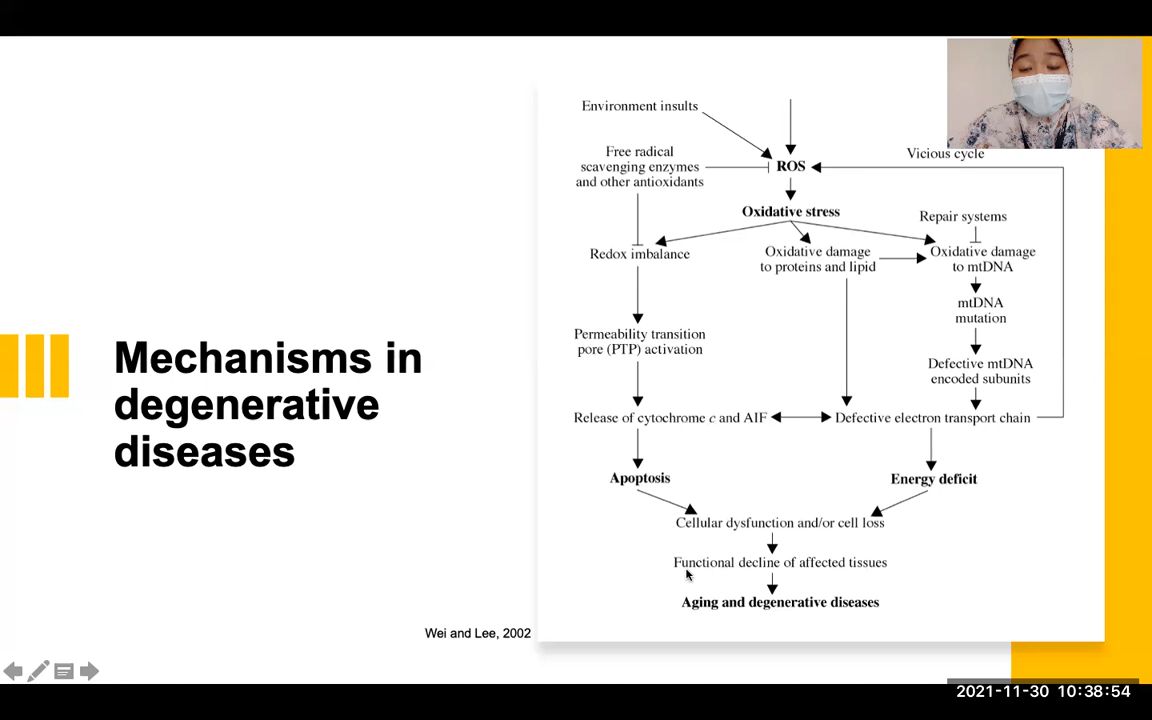 Mechanisms in
degenerative
diseases
Wei and Lee, 2002
Environment insults
Free radical
scavenging enzymes
and other antioxidants
ROS
Vicious cycle
Oxidative stress
Repair systems
Redox imbalance
Oxidative damage
to proteins and lipid
Oxidative damage
to mtDNA
mtDNA
mutation
Permeability transition
pore (PTP) activation
Defective mtDNA
encoded subunits
Release of cytochrome c and AIF
Defective electron transport chain
Apoptosis
Energy deficit
Cellular dysfunction and/or cell loss
Functional decline of affected tissues
Aging and degenerative diseases
2021-11-30 10:38:54